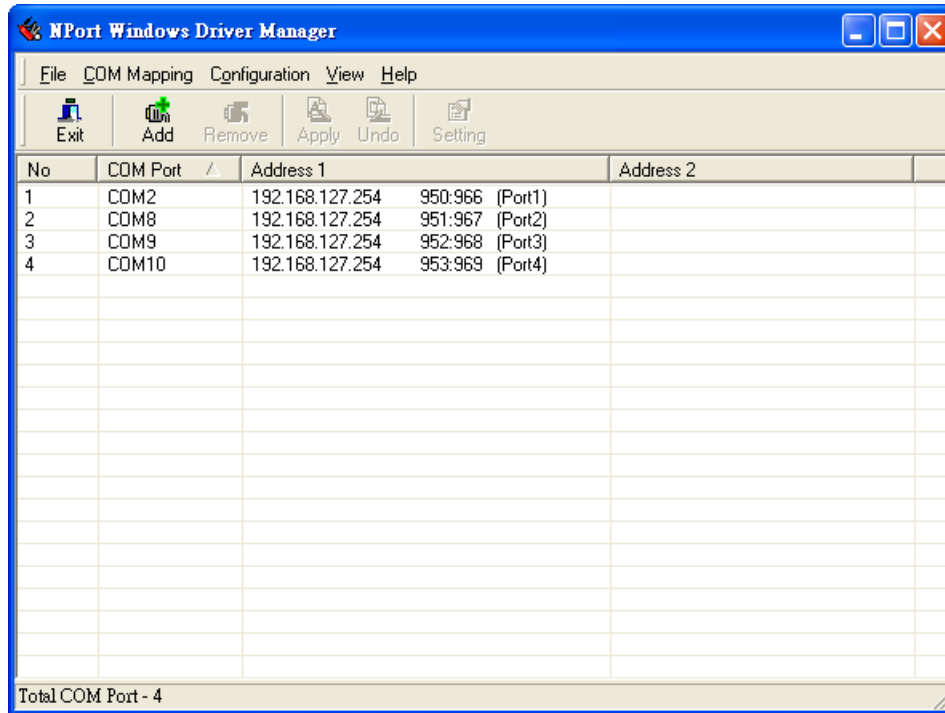 NPort Windows Driver Manager
File COM Mapping Configuration View Help
Exit Add Remove Apply Undo Setting
No COM Port Address 1 Address 2
1 COM2 192.168.127.254 950:966 (Port1)
2 COM8 192.168.127.254 951:967 (Port2)
3 COM9 192.168.127.254 952:968 (Port3)
4 COM10 192.168.127.254 953:969 (Port4)
Total COM Port - 4